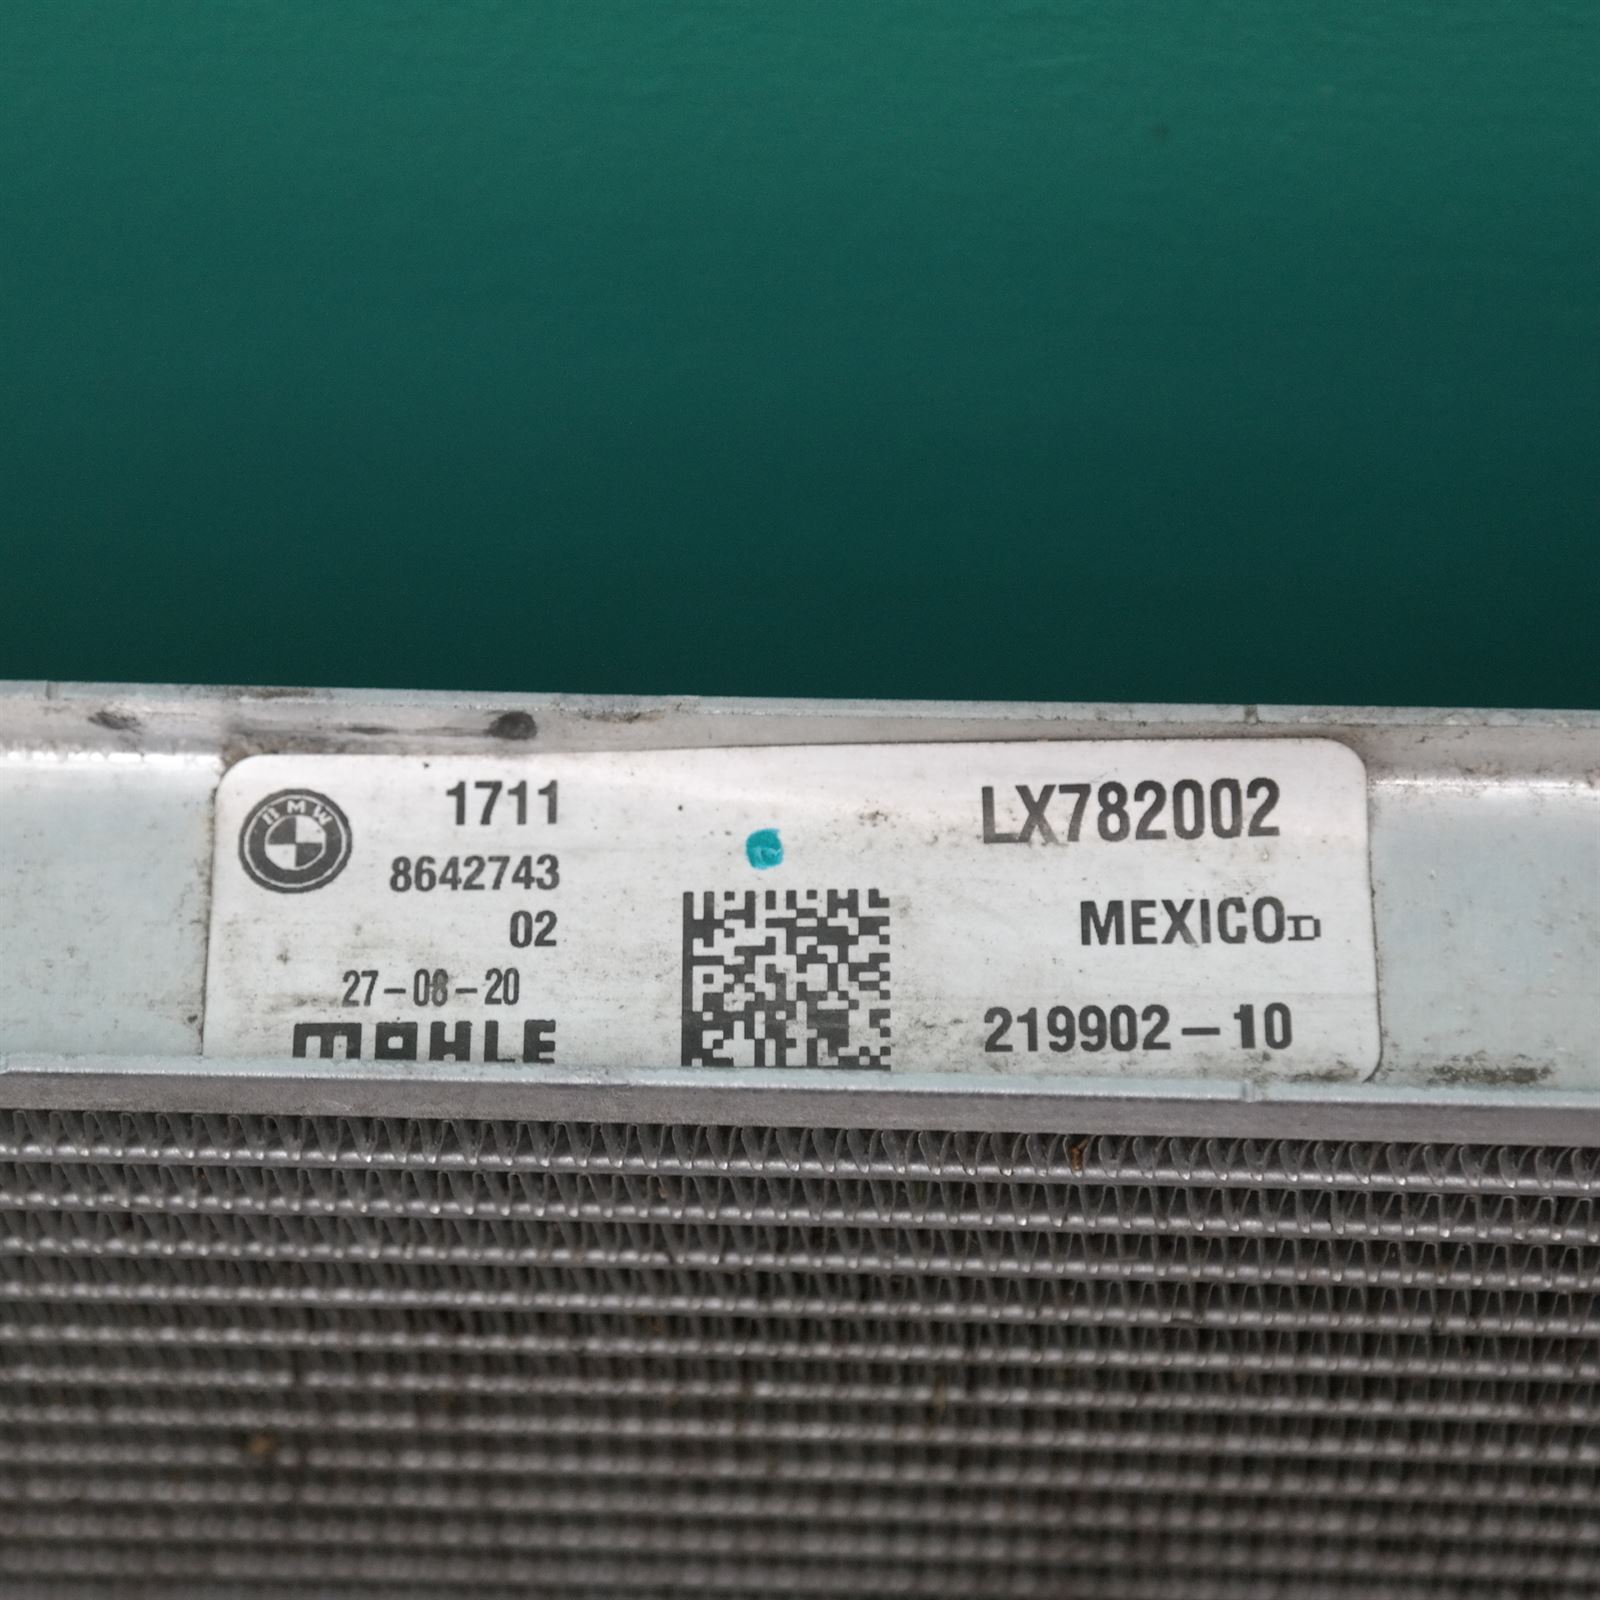 BMW
1711
8642743
02
27-08-20
MAHLE
LX782002
MEXICO D
219902-10